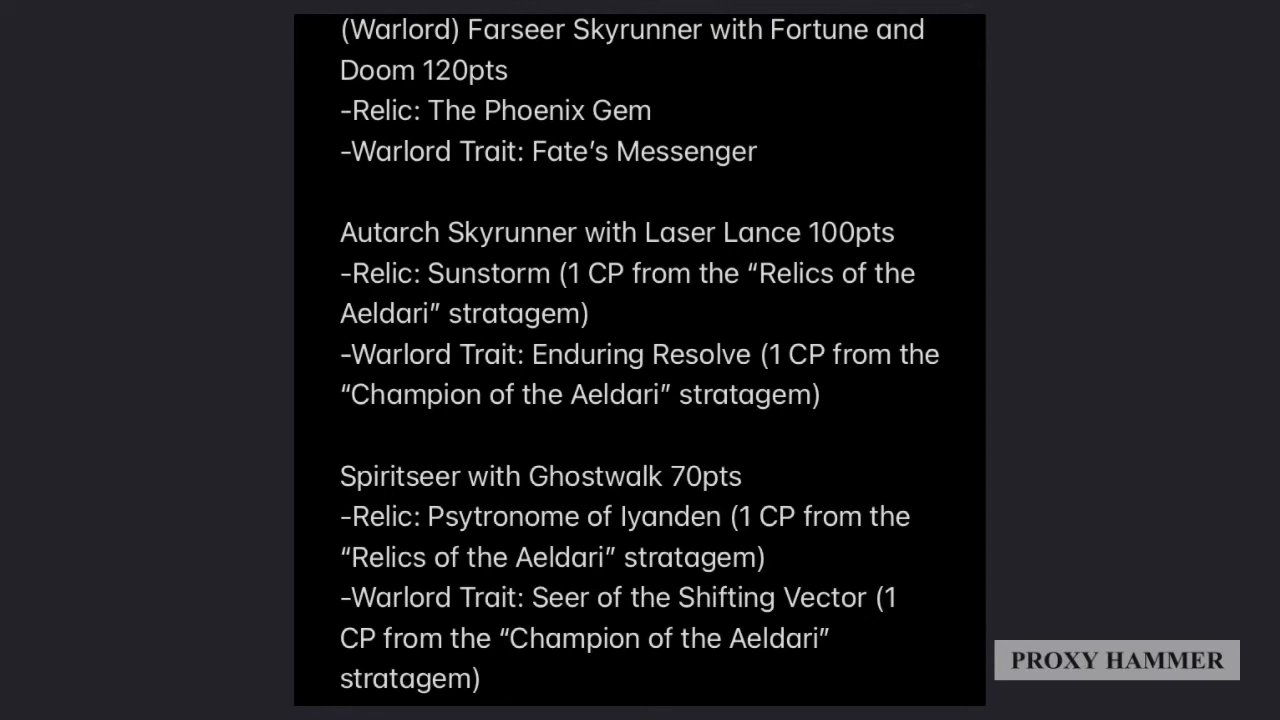 (Warlord) Farseer Skyrunner with Fortune and
Doom 120pts
-Relic: The Phoenix Gem
-Warlord Trait: Fate’s Messenger
Autarch Skyrunner with Laser Lance 100pts
-Relic: Sunstorm (1 CP from the “Relics of the
Aeldari” stratagem)
-Warlord Trait: Enduring Resolve (1 CP from the
“Champion of the Aeldari” stratagem)
Spiritseer with Ghostwalk 70pts
-Relic: Psytronome of Iyanden (1 CP from the
“Relics of the Aeldari” stratagem)
-Warlord Trait: Seer of the Shifting Vector (1
CP from the “Champion of the Aeldari”
stratagem)
PROXY HAMMER